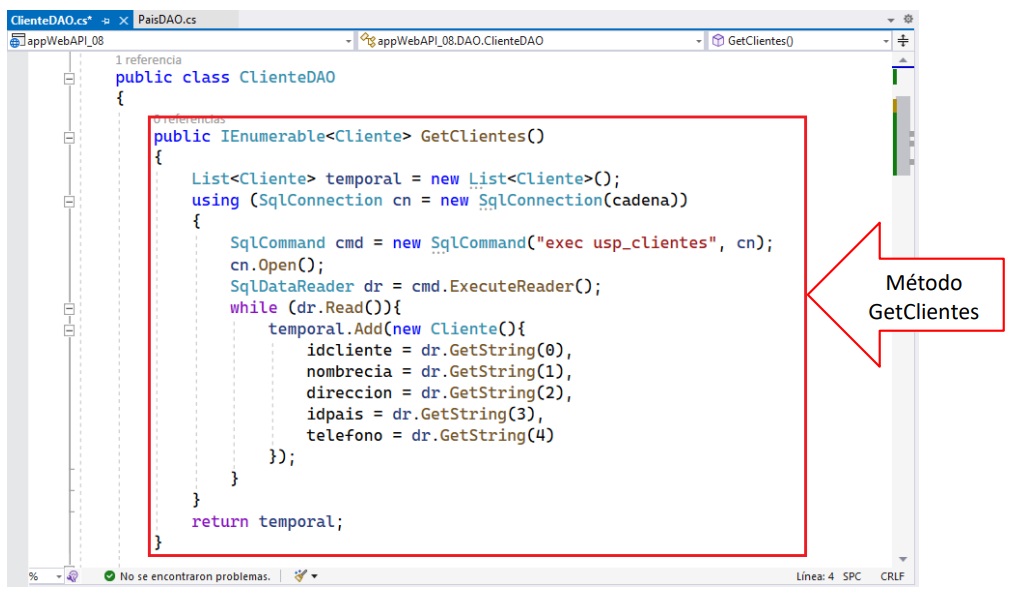 ClienteDAO.cs* PaisDAO.cs
appWebAPI_08 appWebAPI_08.DAO.ClienteDAO GetClientes()
1 referencia
public class ClienteDAO
{
0 referencias
public IEnumerable<Cliente> GetClientes()
{
List<Cliente> temporal = new List<Cliente>();
using (SqlConnection cn = new SqlConnection(cadena))
{
SqlCommand cmd = new SqlCommand("exec usp_clientes", cn);
cn.Open();
SqlDataReader dr = cmd.ExecuteReader();
while (dr.Read()){
temporal.Add(new Cliente(){
idcliente = dr.GetString(0),
nombrecia = dr.GetString(1),
direccion = dr.GetString(2),
idpais = dr.GetString(3),
telefono = dr.GetString(4)
});
}
}
return temporal;
}
Método
GetClientes
% No se encontraron problemas. Línea: 4 SPC CRLF